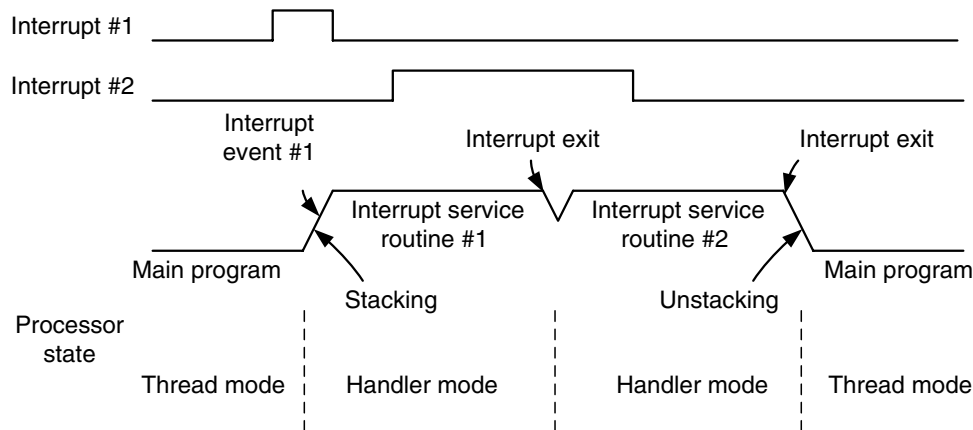 Interrupt #1
Interrupt #2
Interrupt
event #1
Interrupt exit
Interrupt exit
Interrupt service
routine #1
Interrupt service
routine #2
Main program
Main program
Stacking
Unstacking
Processor
state
Thread mode
Handler mode
Handler mode
Thread mode